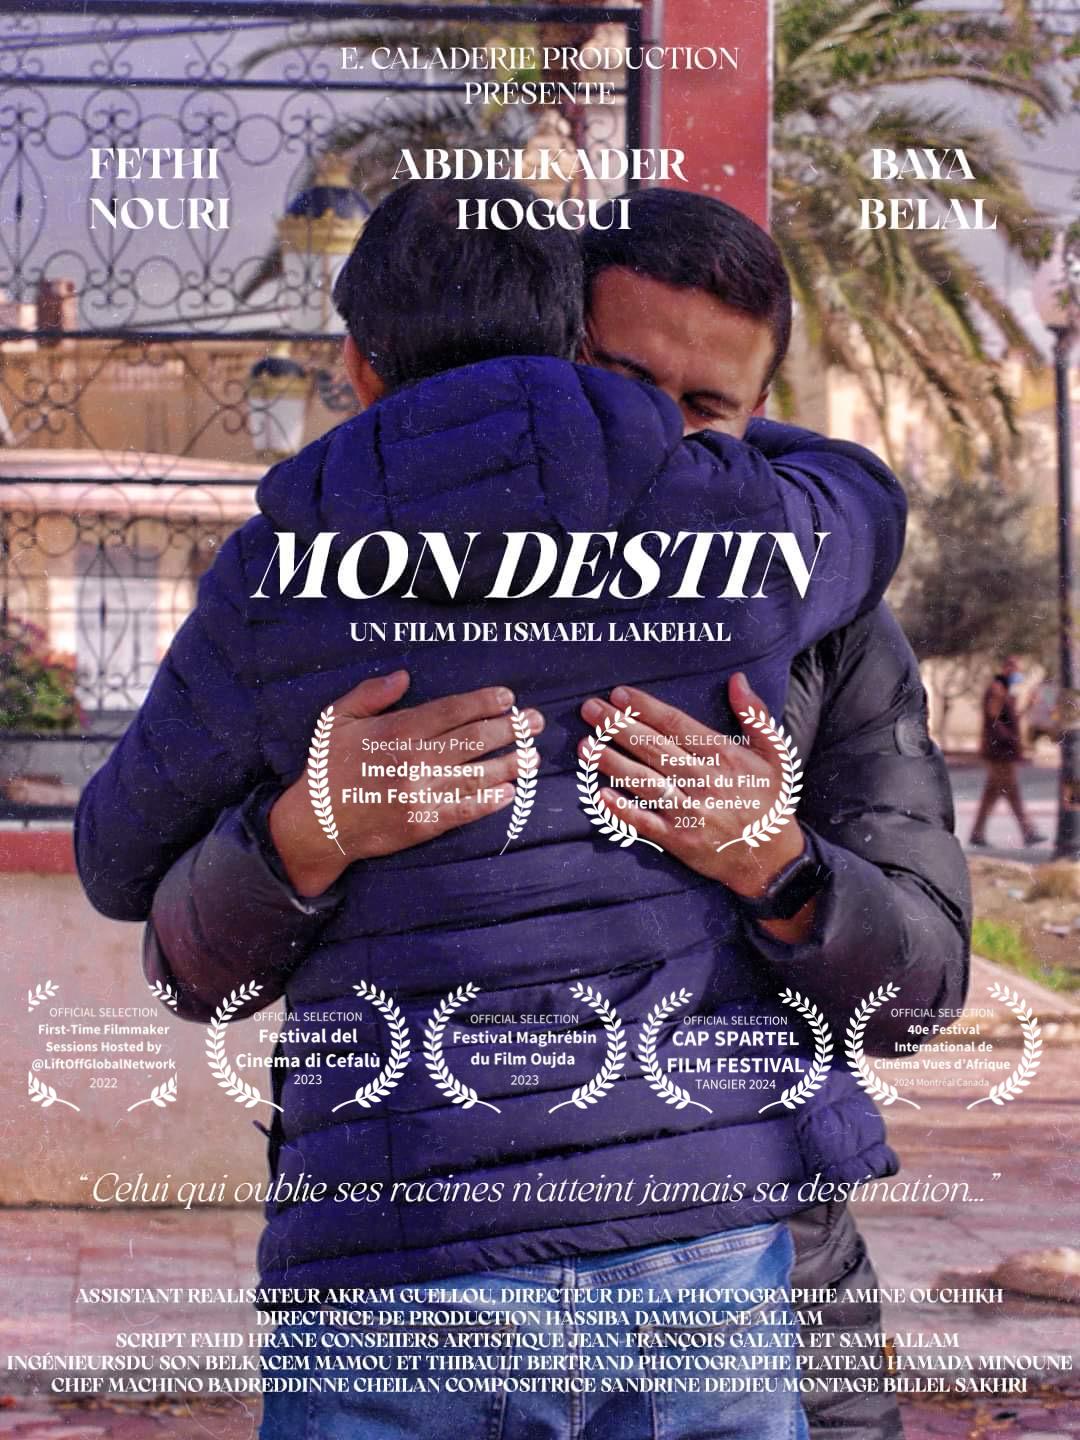 E. CALADERIE PRODUCTION
PRÉSENTE
FETHI
NOURI
ABDELKADER
HOGGUI
BAYA
BELAL
MON DESTIN
UN FILM DE ISMAEL LAKEHAL
Special Jury Price
Imedghassen
Film Festival - IFF
2023
OFFICIAL SELECTION
Festival
International du Film
Oriental de Genève
2024
OFFICIAL SELECTION
First-Time Filmmaker
Sessions Hosted by
@LiftOffGlobalNetwork
2022
OFFICIAL SELECTION
Festival del
Cinema di Cefalù
2023
OFFICIAL SELECTION
Festival Maghrébin
du Film Oujda
2023
OFFICIAL SELECTION
CAP SPARTEL
FILM FESTIVAL
TANGIER 2024
OFFICIAL SELECTION
40e Festival
International de
Cinéma Vues d'Afrique
2024 Montréal Canada
“Celui qui oublie ses racines n'atteint jamais sa destination...”
ASSISTANT REALISATEUR AKRAM GUELLOU, DIRECTEUR DE LA PHOTOGRAPHIE AMINE OUCHIKH
DIRECTRICE DE PRODUCTION HASSIBA DAMMOUNE ALLAM
SCRIPT FAHD HRANE CONSEIIERS ARTISTIQUE JEAN-FRANÇOIS GALATA ET SAMI ALLAM
INGÉNIEURSDU SON BELKACEM MAMOU ET THIBAULT BERTRAND PHOTOGRAPHE PLATEAU HAMADA MINOUNE
CHEF MACHINO BADREDDINNE CHEILAN COMPOSITRICE SANDRINE DEDIEU MONTAGE BILLEL SAKHRI